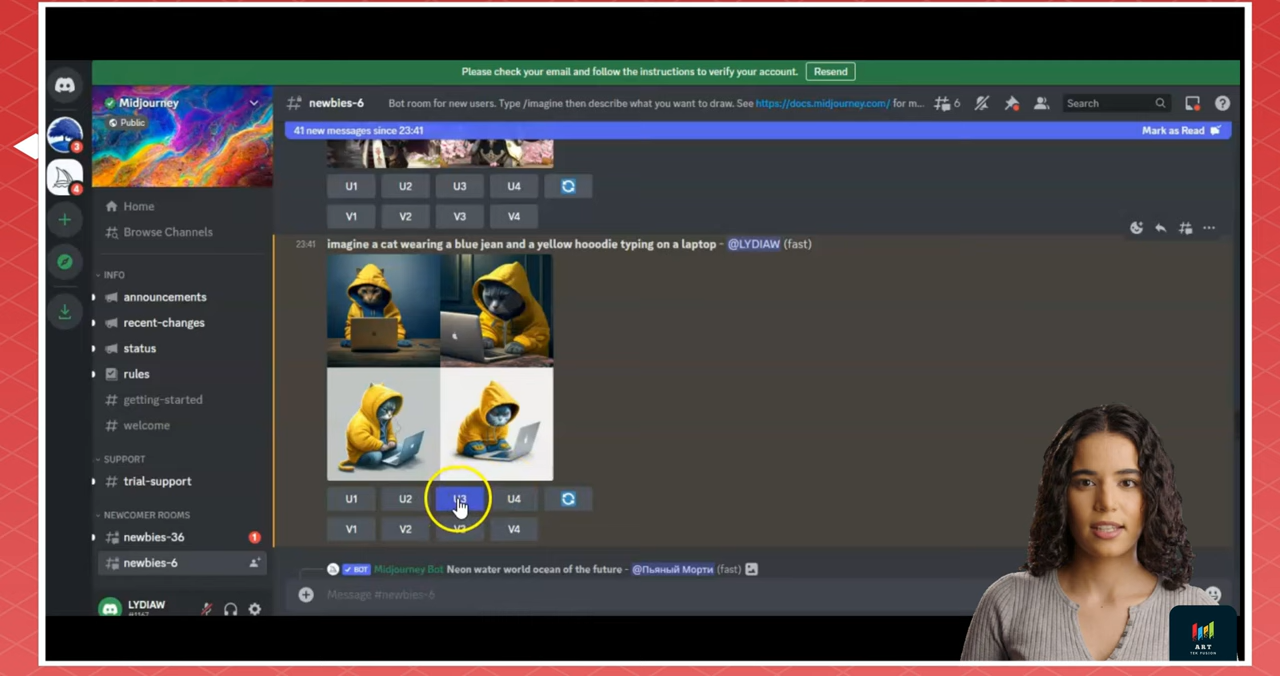 Please check your email and follow the instructions to verify your account. Resend
Midjourney
Public
newbies-6 Bot room for new users. Type /imagine then describe what you want to draw. See https://docs.midjourney.com/ for m... 6 Search
41 new messages since 23:41 Mark as Read
3
4
Home
Browse Channels
INFO
announcements
recent-changes
status
rules
getting-started
welcome
SUPPORT
trial-support
NEWCOMER ROOMS
newbies-36 1
newbies-6
LYDIAW
U1 U2 U3 U4
V1 V2 V3 V4
23:41 imagine a cat wearing a blue jean and a yellow hooodie typing on a laptop - @LYDIAW (fast)
U1 U2 U3 U4
V1 V2 V3 V4
BOT Midjourney Bot Neon water world ocean of the future - @Пьяный Морти (fast)
Message #newbies-6
ART
TEK FUSION